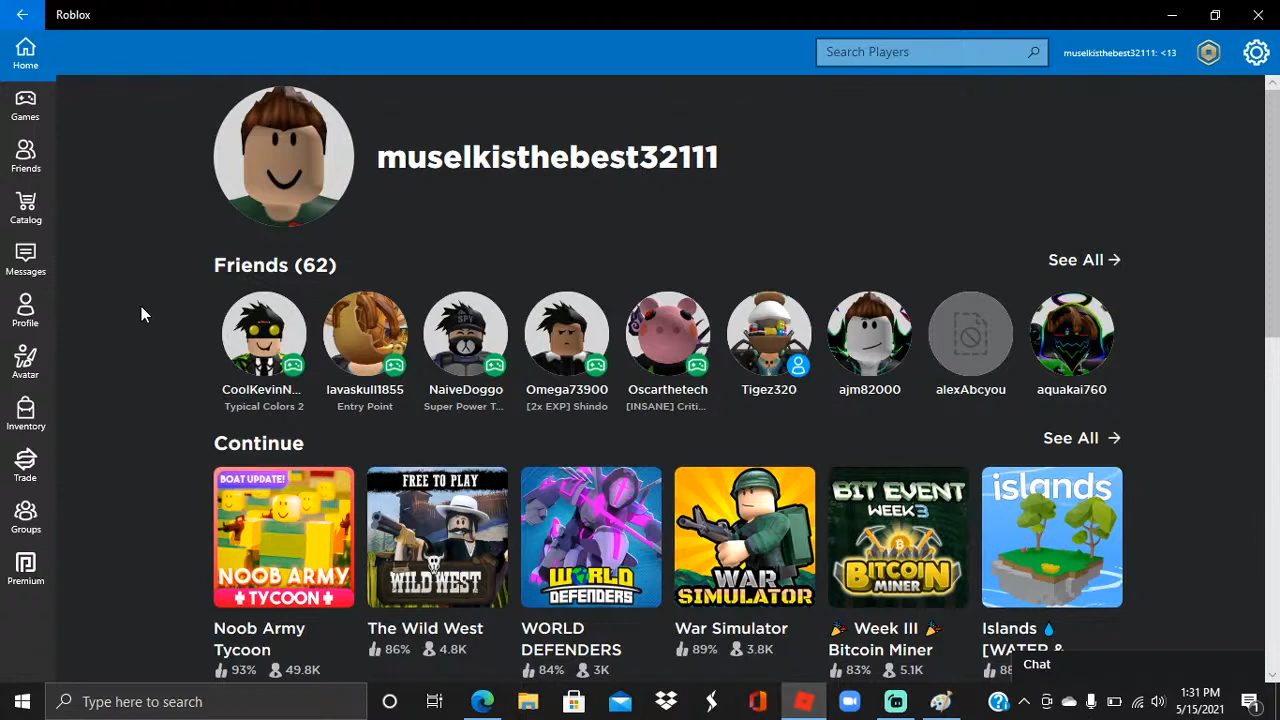 Roblox
Home
Search Players
muselkisthebest32111: <13
Games
Friends
Catalog
Messages
Profile
Avatar
Inventory
Trade
Groups
Premium
muselkisthebest32111
Friends (62)
See All
CoolKevinN...
lavaskull1855
NaiveDoggo
Omega73900
Oscarthetech
Tigez320
ajm82000
alexAbcyou
aquakai760
Typical Colors 2
Entry Point
Super Power T...
[2x EXP] Shindo
[INSANE] Criti...
Continue
See All
BOAT UPDATE!
NOOB ARMY
TYCOON
FREE TO PLAY
WILD WEST
WORLD
DEFENDERS
WAR
SIMULATOR
BIT EVENT
WEEK 3
BITCOIN
MINER
islands
Noob Army
Tycoon
93% 49.8K
The Wild West
86% 4.8K
WORLD
DEFENDERS
84% 3K
War Simulator
89% 3.8K
Week III
Bitcoin Miner
83% 5.1K
Islands
[WATER &
Chat
Type here to search
1:31 PM
5/15/2021